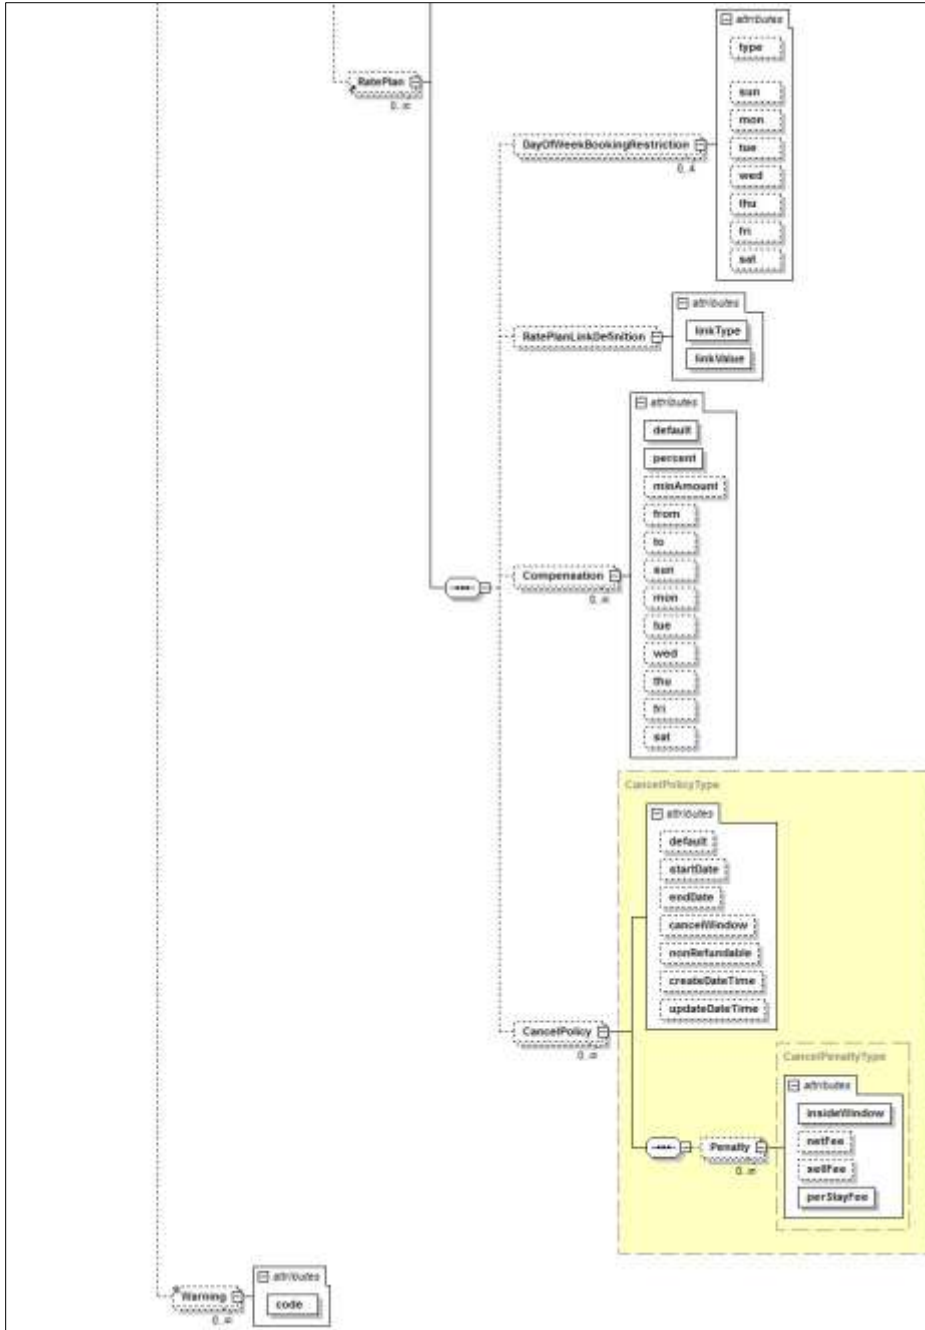 attributes
type
sun
mon
tue
wed
thu
fri
sat
RatePlan
0..∞
DayOfWeekBookingRestriction
0..4
attributes
linkType
linkValue
RatePlanLinkDefinition
attributes
default
percent
minAmount
from
to
sun
mon
tue
wed
thu
fri
sat
Compensation
0..∞
CancelPolicyType
attributes
default
startDate
endDate
cancelWindow
nonRefundable
createDateTime
updateDateTime
CancelPolicy
0..∞
CancelPenaltyType
attributes
insideWindow
netFee
sellFee
perStayFee
Penalty
0..∞
attributes
code
Warning
0..∞